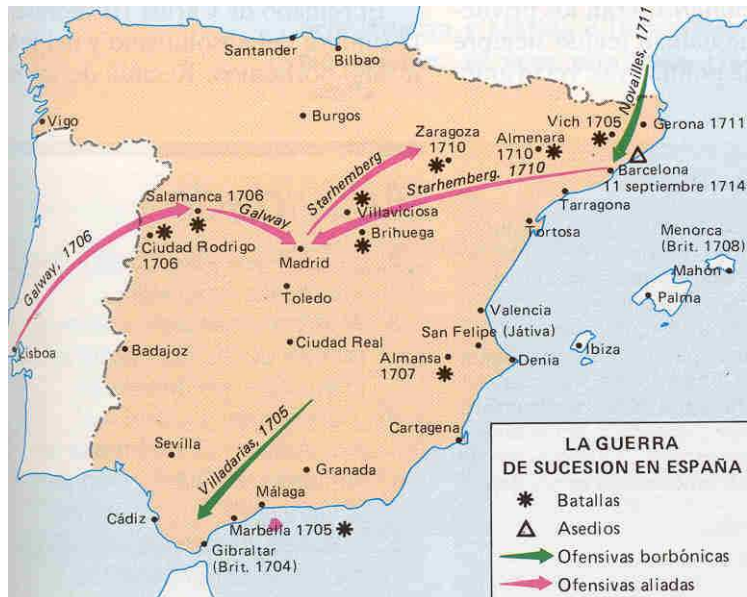 Santander
Bilbao
Novailles, 1711
Vigo
Burgos
Vich 1705
Gerona 1711
Zaragoza
1710
Almenara
1710
Starhemberg
Starhemberg. 1710
Barcelona
11 septiembre 1714
Salamanca 1706
Galway
Villaviciosa
Tarragona
Galway, 1706
Ciudad Rodrigo
1706
Brihuega
Tortosa
Menorca
(Brit. 1708)
Madrid
Mahón
Toledo
Palma
Valencia
Lisboa
Badajoz
Ciudad Real
San Felipe (Játiva)
Ibiza
Almansa
1707
Denia
Villadarias, 1705
Cartagena
Sevilla
Granada
Málaga
Cádiz
Marbella 1705
Gibraltar
(Brit. 1704)
LA GUERRA
DE SUCESION EN ESPAÑA
Batallas
Asedios
Ofensivas borbónicas
Ofensivas aliadas